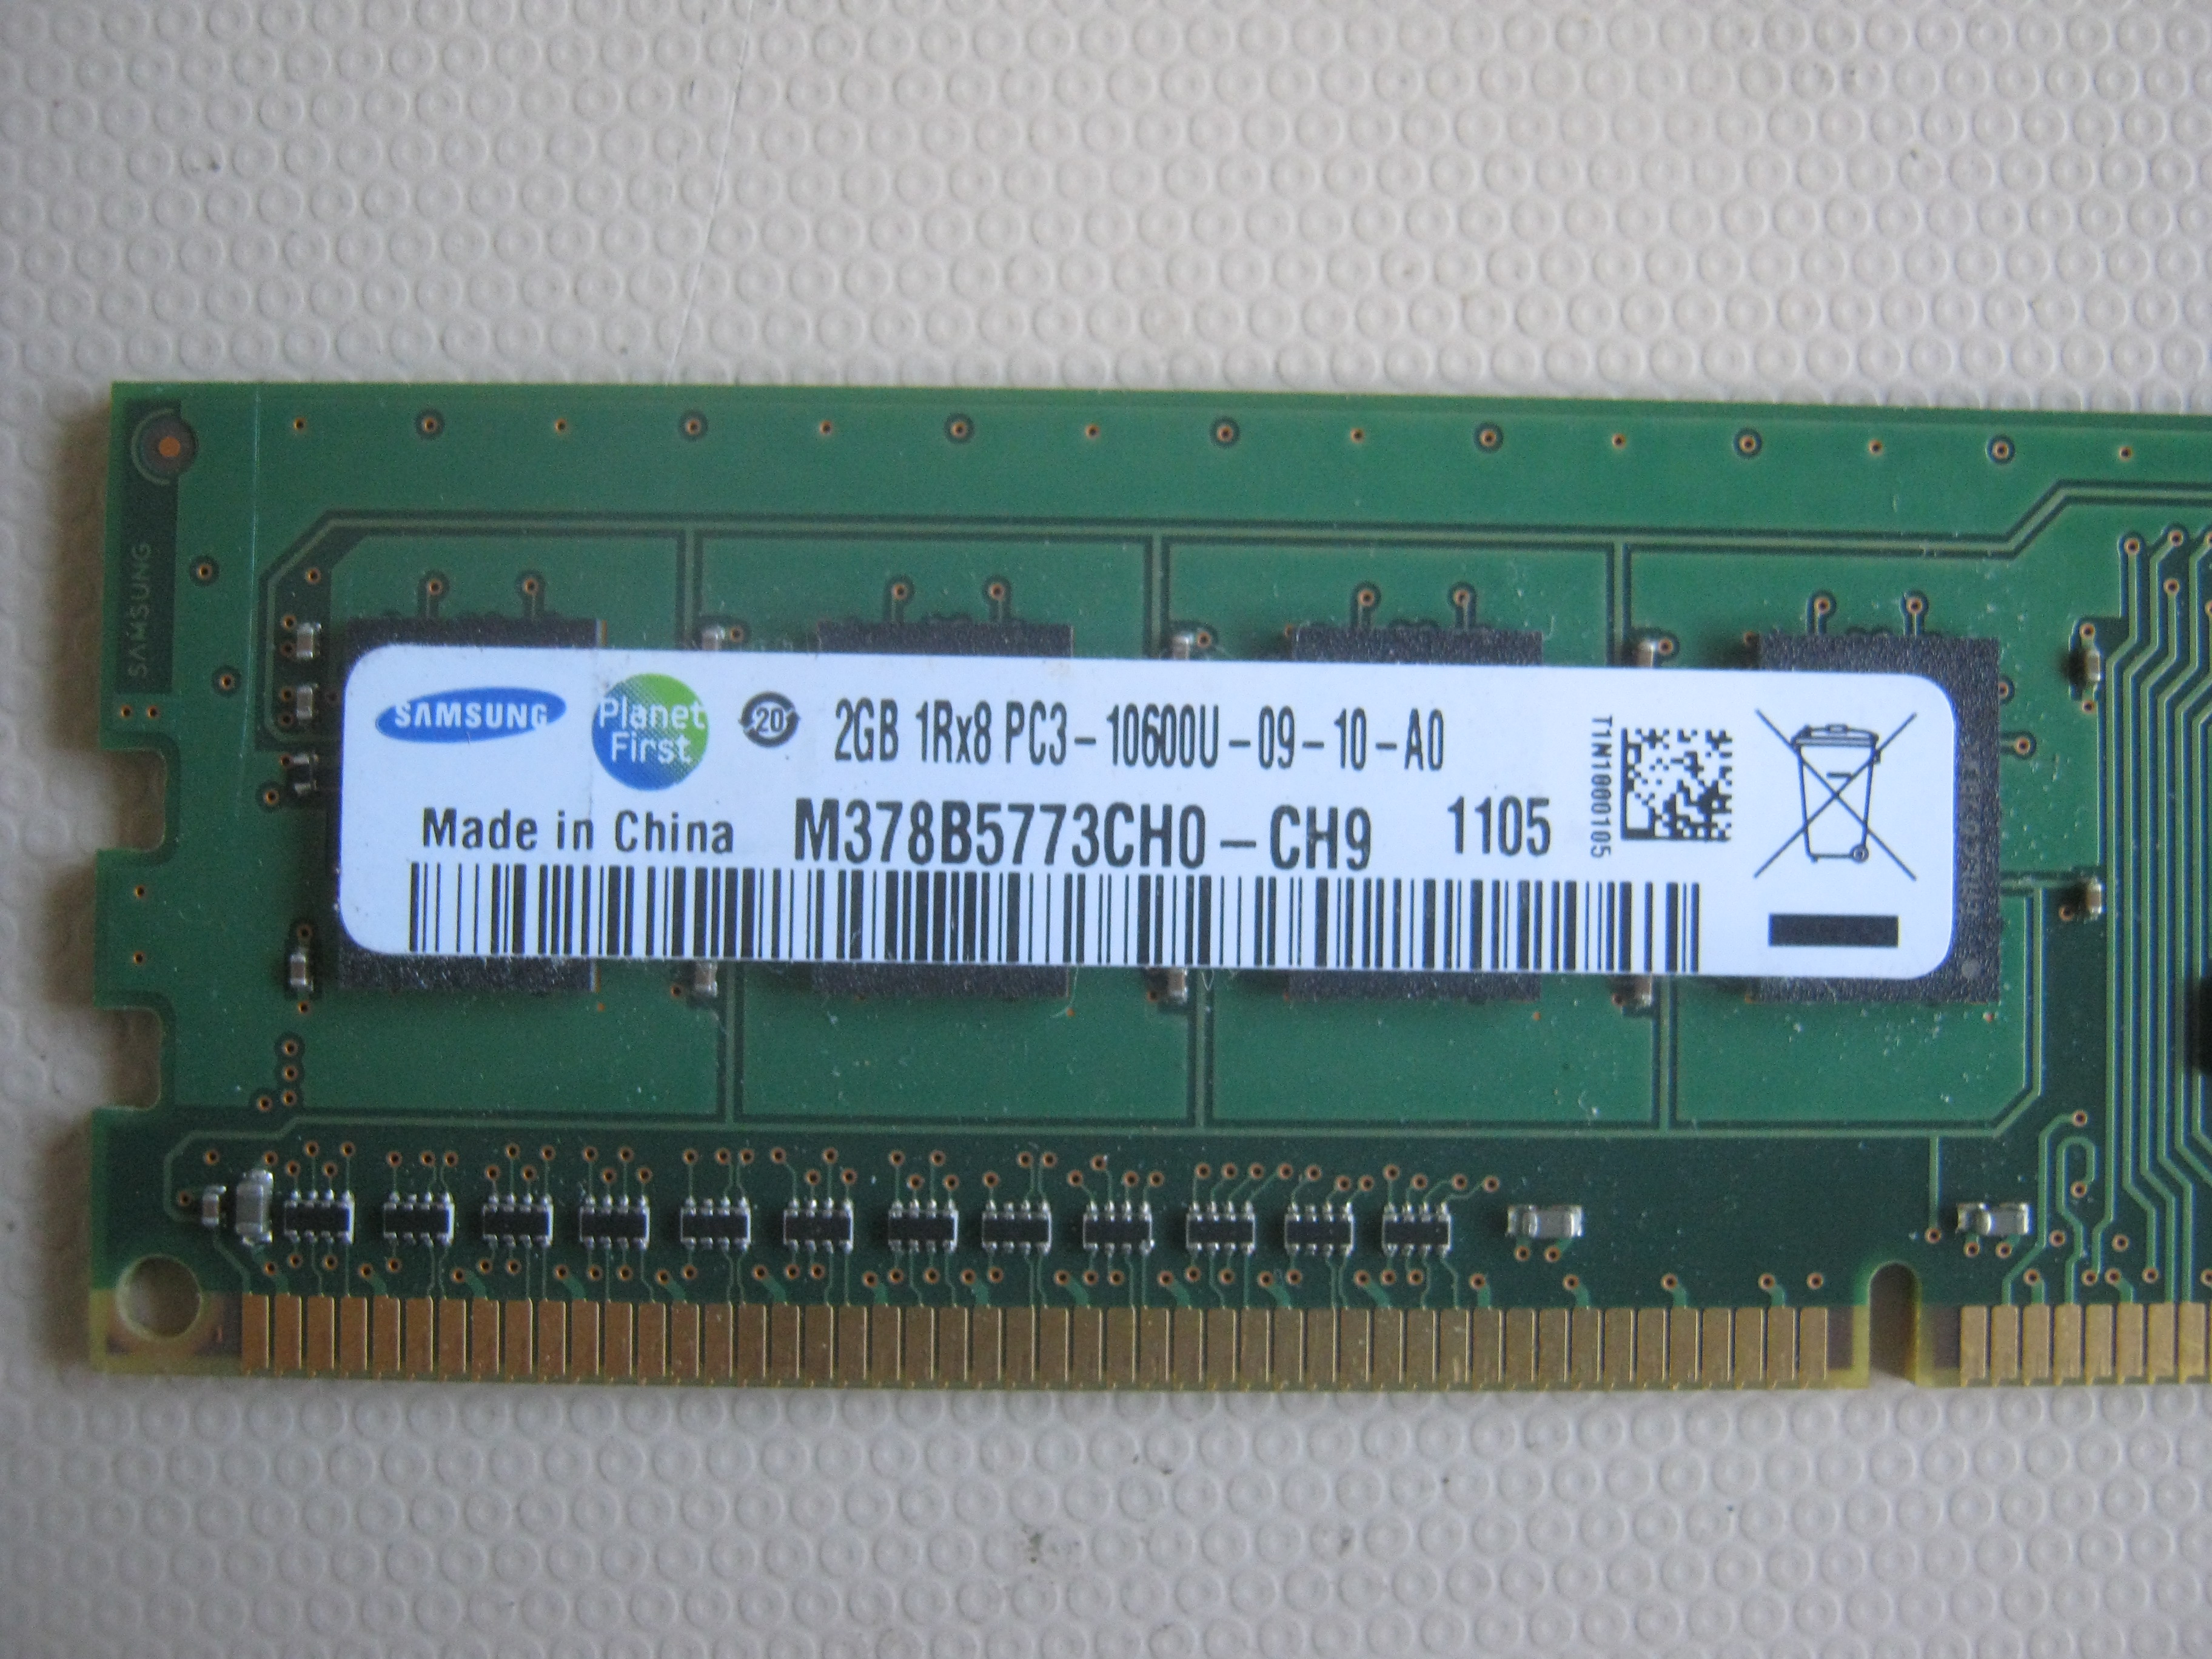 SAMSUNG
SAMSUNG
Planet
First
20
2GB 1Rx8 PC3-10600U-09-10-A0
Made in China
M378B5773CH0-CH9
1105
T1N1000105
1